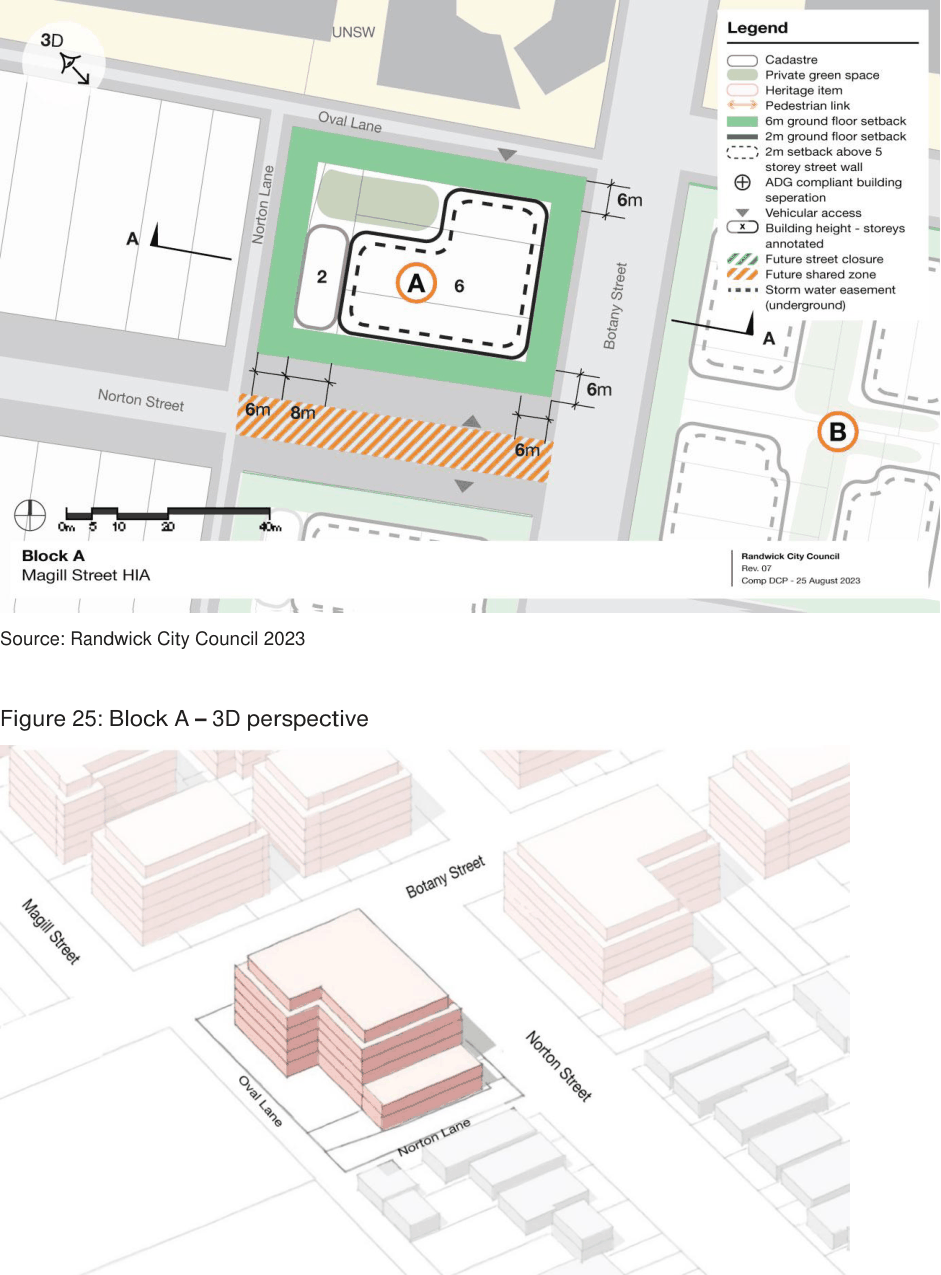 3D
UNSW
Oval Lane
Norton Lane
Botany Street
Norton Street
A
A
2
A
6
B
6m
6m
6m
8m
6m
0m 5 10 20 40m
Legend
Cadastre
Private green space
Heritage item
Pedestrian link
6m ground floor setback
2m ground floor setback
2m setback above 5
storey street wall
ADG compliant building
seperation
Vehicular access
x
Building height - storeys
annotated
Future street closure
Future shared zone
Storm water easement
(underground)
Block A
Magill Street HIA
Randwick City Council
Rev. 07
Comp DCP - 25 August 2023
Source: Randwick City Council 2023
Figure 25: Block A – 3D perspective
Botany Street
Magill Street
Norton Street
Oval Lane
Norton Lane